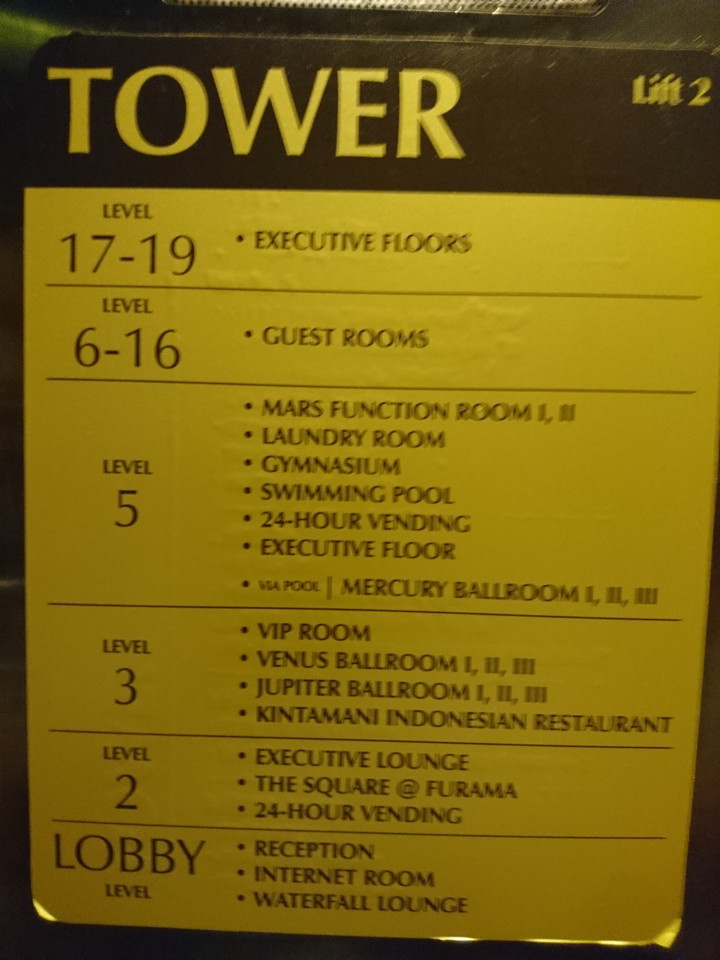 TOWER
Lift 2
LEVEL
17-19
• EXECUTIVE FLOORS
LEVEL
6-16
• GUEST ROOMS
LEVEL
5
• MARS FUNCTION ROOM I, II
• LAUNDRY ROOM
• GYMNASIUM
• SWIMMING POOL
• 24-HOUR VENDING
• EXECUTIVE FLOOR
• VIA POOL | MERCURY BALLROOM I, II, III
LEVEL
3
• VIP ROOM
• VENUS BALLROOM I, II, III
• JUPITER BALLROOM I, II, III
• KINTAMANI INDONESIAN RESTAURANT
LEVEL
2
• EXECUTIVE LOUNGE
• THE SQUARE @ FURAMA
• 24-HOUR VENDING
LOBBY
LEVEL
• RECEPTION
• INTERNET ROOM
• WATERFALL LOUNGE